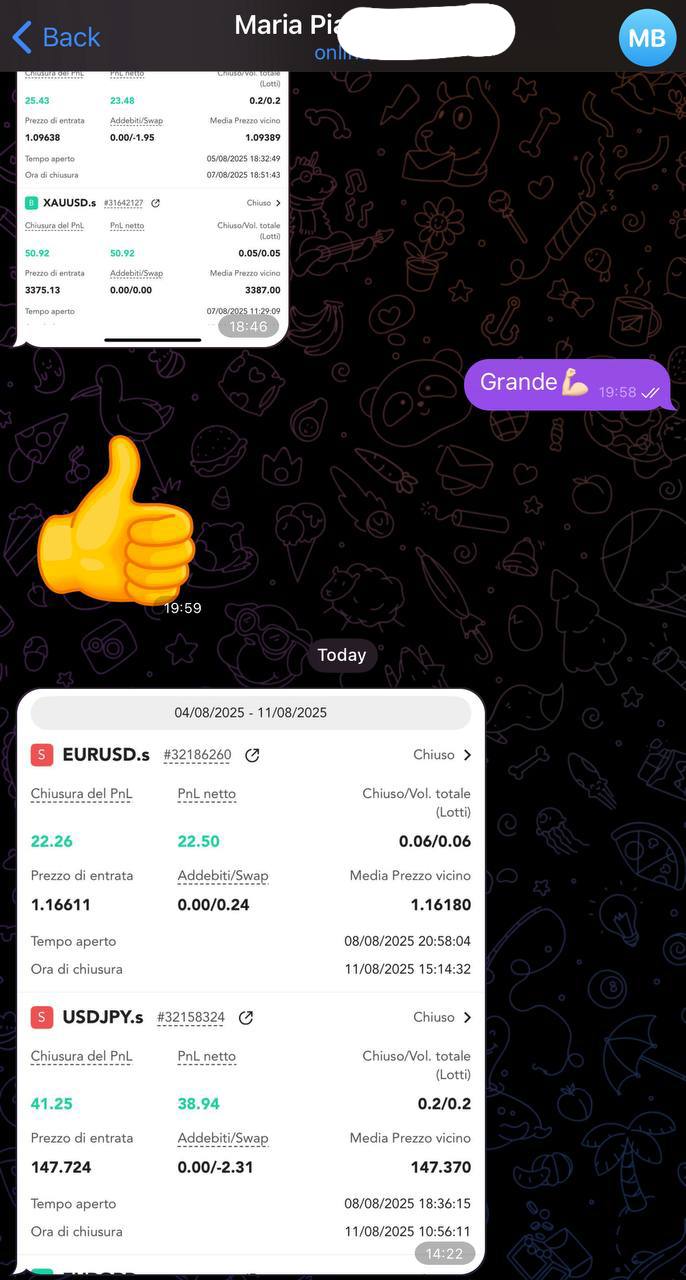 Back
Maria Pia
onlin
MB
Chiusura del PnL PnL netto Chiuso/Vol. totale
(Lotti)
25.43 23.48 0.2/0.2
Prezzo di entrata Addebiti/Swap Media Prezzo vicino
1.09638 0.00/-1.95 1.09389
Tempo aperto 05/08/2025 18:32:49
Ora di chiusura 07/08/2025 18:51:43
B XAUUSD.s #31642127 Chiuso
Chiusura del PnL PnL netto Chiuso/Vol. totale
(Lotti)
50.92 50.92 0.05/0.05
Prezzo di entrata Addebiti/Swap Media Prezzo vicino
3375.13 0.00/0.00 3387.00
Tempo aperto 07/08/2025 11:29:09
18:46
Grande💪🏻 19:58
19:59
Today
04/08/2025 - 11/08/2025
S EURUSD.s #32186260 Chiuso
Chiusura del PnL PnL netto Chiuso/Vol. totale
(Lotti)
22.26 22.50 0.06/0.06
Prezzo di entrata Addebiti/Swap Media Prezzo vicino
1.16611 0.00/0.24 1.16180
Tempo aperto 08/08/2025 20:58:04
Ora di chiusura 11/08/2025 15:14:32
S USDJPY.s #32158324 Chiuso
Chiusura del PnL PnL netto Chiuso/Vol. totale
(Lotti)
41.25 38.94 0.2/0.2
Prezzo di entrata Addebiti/Swap Media Prezzo vicino
147.724 0.00/-2.31 147.370
Tempo aperto 08/08/2025 18:36:15
Ora di chiusura 11/08/2025 10:56:11
14:22